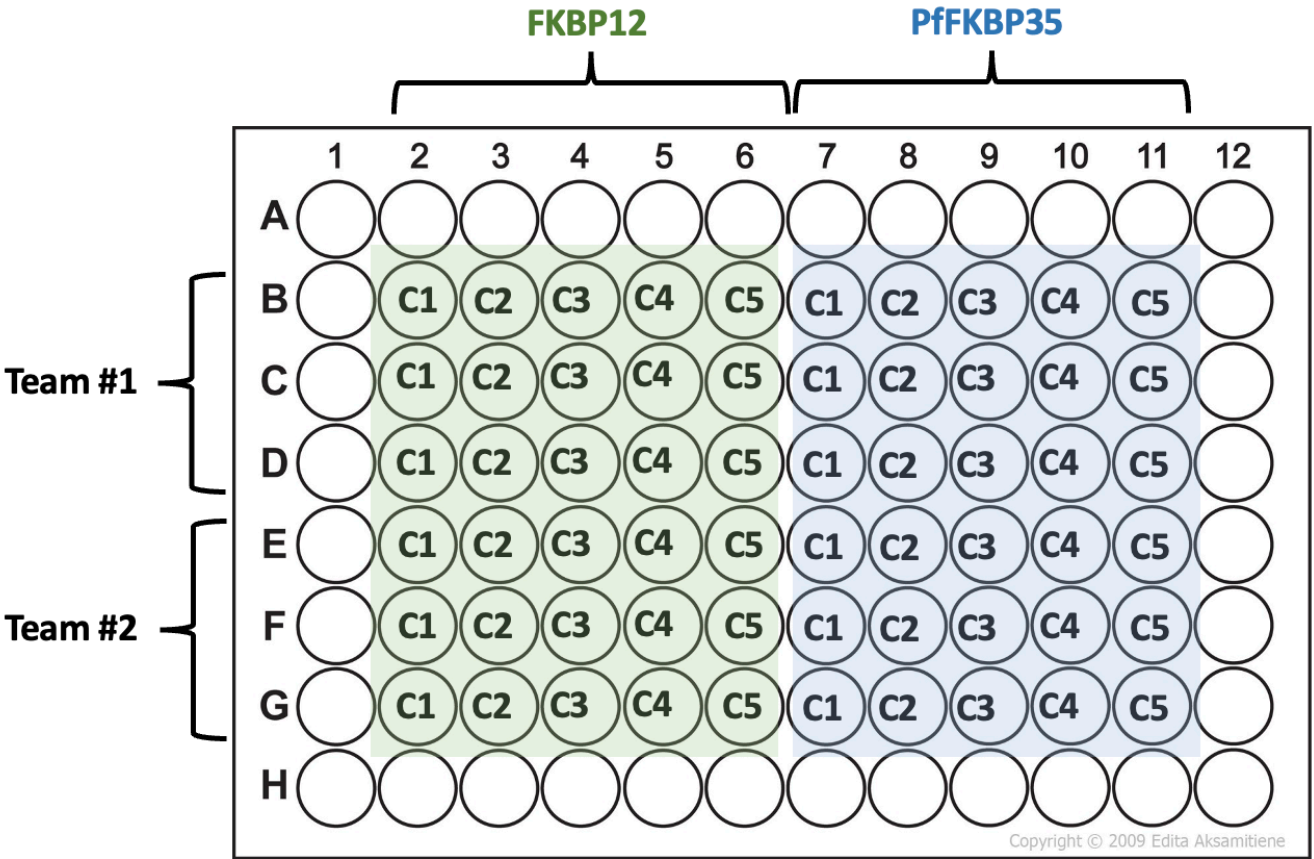 FKBP12 PfFKBP35
1 2 3 4 5 6 7 8 9 10 11 12
A
B C1 C2 C3 C4 C5 C1 C2 C3 C4 C5
Team #1
C C1 C2 C3 C4 C5 C1 C2 C3 C4 C5
D C1 C2 C3 C4 C5 C1 C2 C3 C4 C5
E C1 C2 C3 C4 C5 C1 C2 C3 C4 C5
Team #2
F C1 C2 C3 C4 C5 C1 C2 C3 C4 C5
G C1 C2 C3 C4 C5 C1 C2 C3 C4 C5
H
Copyright © 2009 Edita Aksamitiene